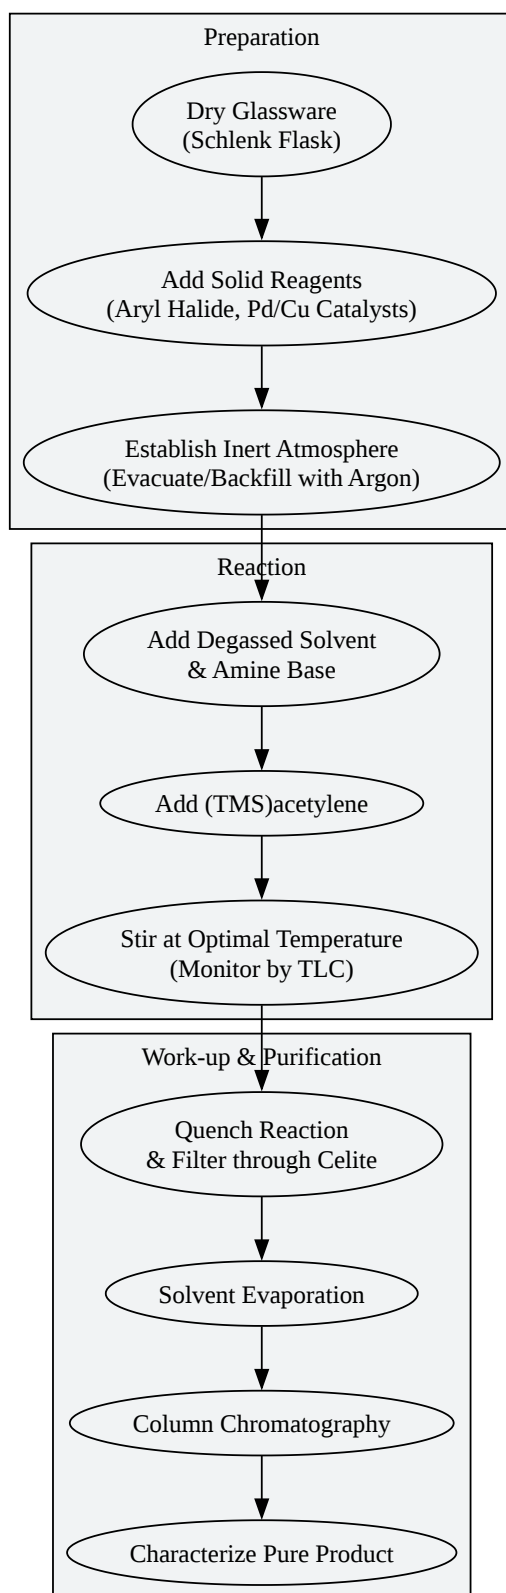 Preparation
Dry Glassware
(Schlenk Flask)
Add Solid Reagents
(Aryl Halide, Pd/Cu Catalysts)
Establish Inert Atmosphere
(Evacuate/Backfill with Argon)
Reaction
Add Degassed Solvent
& Amine Base
Add (TMS)acetylene
Stir at Optimal Temperature
(Monitor by TLC)
Work-up & Purification
Quench Reaction
& Filter through Celite
Solvent Evaporation
Column Chromatography
Characterize Pure Product